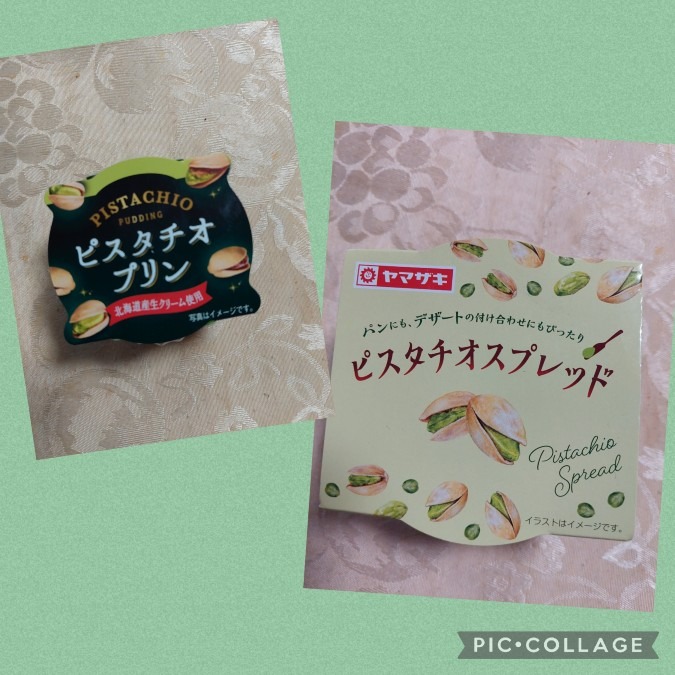 PISTACHIO
PUDDING
ピスタチオ
プリン
北海道産生クリーム使用
写真はイメージです。
ヤマザキ
パンにも、デザートの付け合わせにもぴったり
ピスタチオスプレッド
Pistachio
Spread
イラストはイメージです。
PIC•COLLAGE